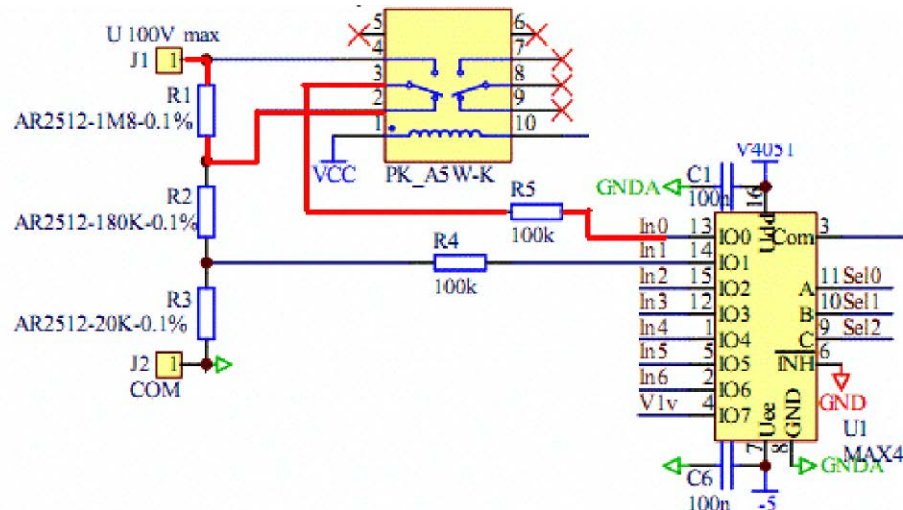 U 100V max
J1 1
R1
AR2512-1M8-0.1%
R2
AR2512-180K-0.1%
R3
AR2512-20K-0.1%
J2 1
COM
5 6
4 7
3 8
2 9
1 10
VCC
PK_A5W-K
R5
100k
R4
100k
V4051
C1
GNDA
100n
16
In0 13 IO0 Udd Com 3
In1 14 IO1
In2 15 IO2 A 11 Sel0
In3 12 IO3 B 10 Sel1
In4 1 IO4 C 9 Sel2
In5 5 IO5 INH 6
In6 2 IO6
V1v 4 IO7 Uee GND
GND
U1
MAX4
7 8
GNDA
C6
100n
-5